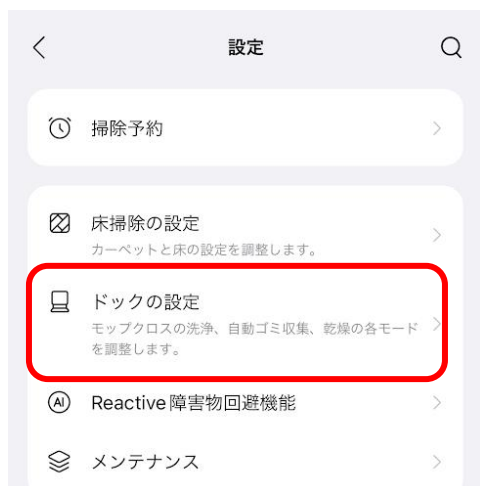 設定
掃除予約
床掃除の設定
カーペットと床の設定を調整します。
ドックの設定
モップクロスの洗浄、自動ゴミ収集、乾燥の各モード
を調整します。
AI
Reactive 障害物回避機能
メンテナンス